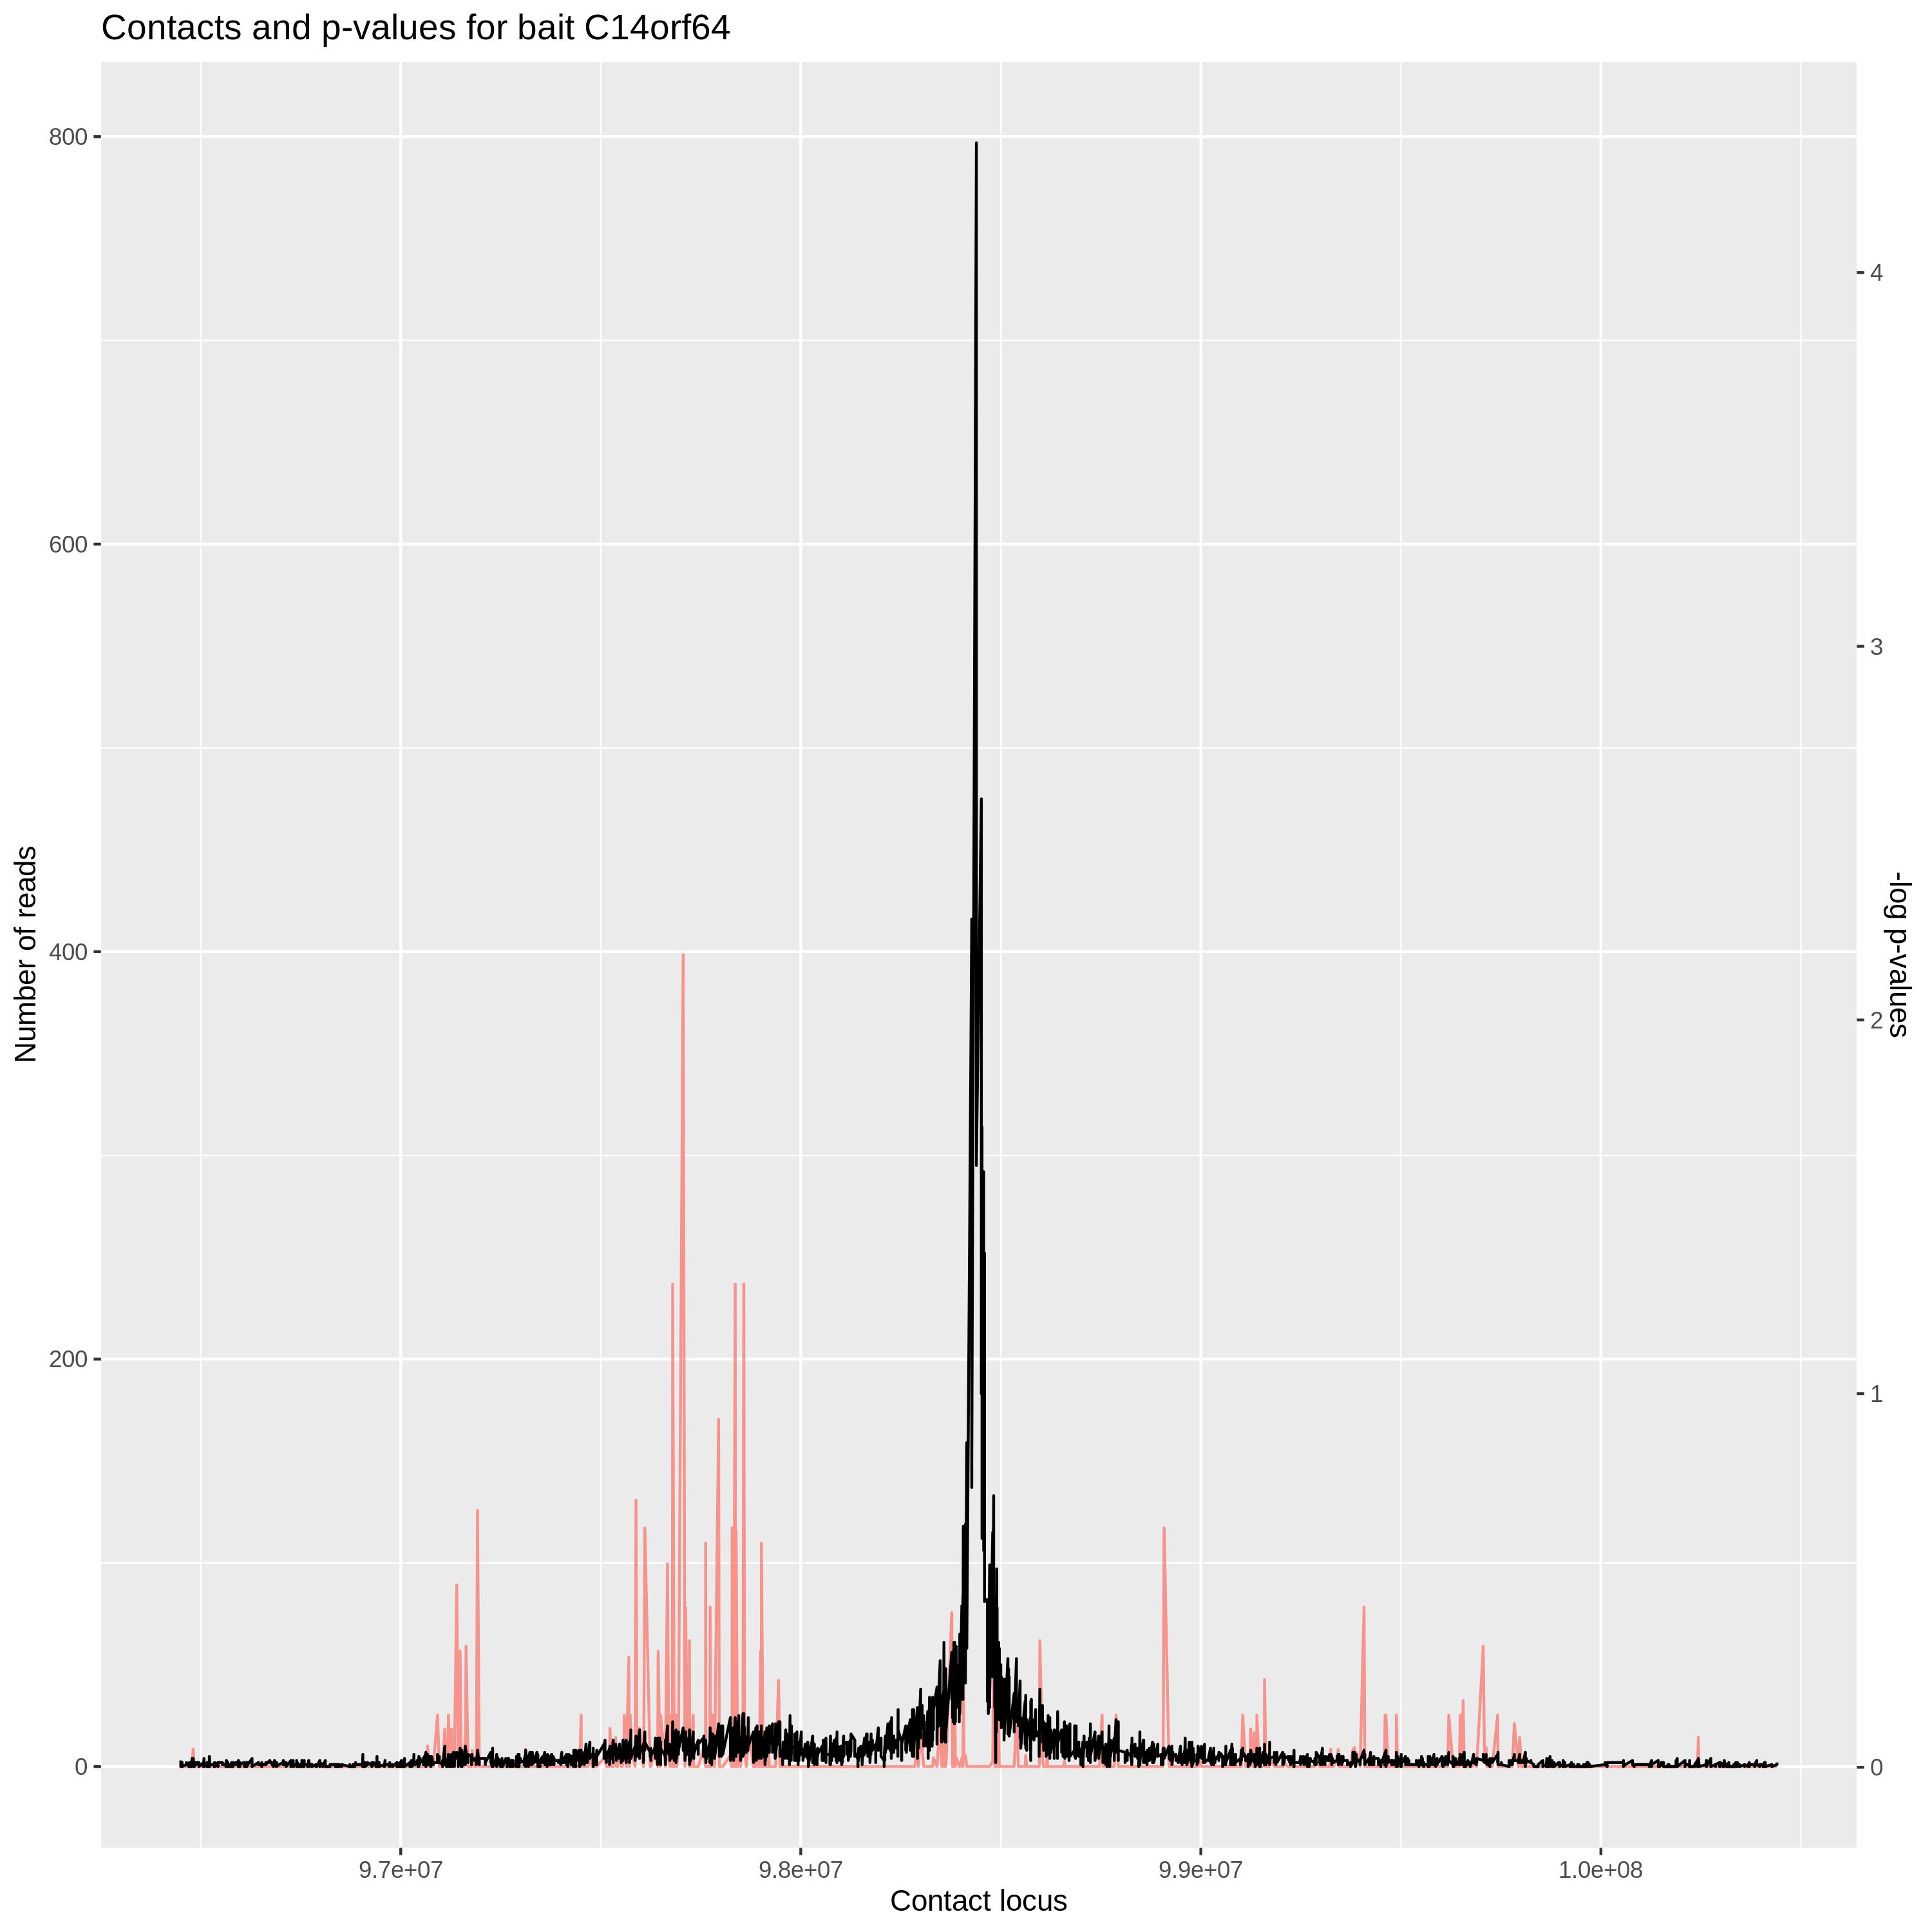 Contacts and p-values for bait C14orf64
800
600
400
200
0
Number of reads
4
3
2
1
0
-log p-values
9.7e+07
9.8e+07
9.9e+07
1.0e+08
Contact locus